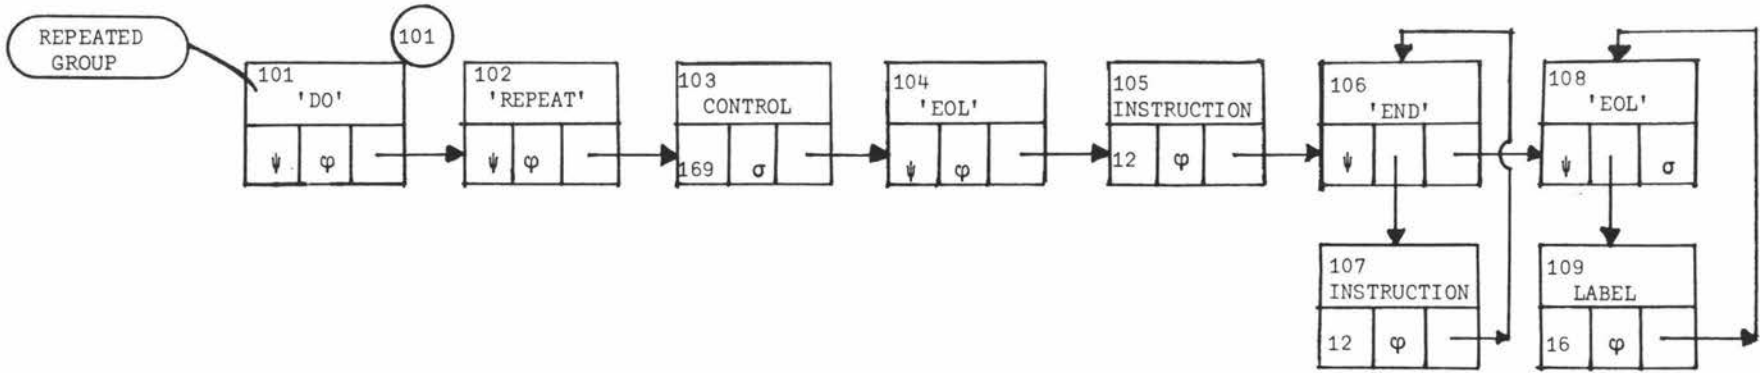 REPEATED
GROUP
101
101
'DO'
ψ φ
102
'REPEAT'
ψ φ
103
CONTROL
169 σ
104
'EOL'
ψ φ
105
INSTRUCTION
12 φ
106
'END'
ψ
108
'EOL'
ψ σ
107
INSTRUCTION
12 φ
109
LABEL
16 φ